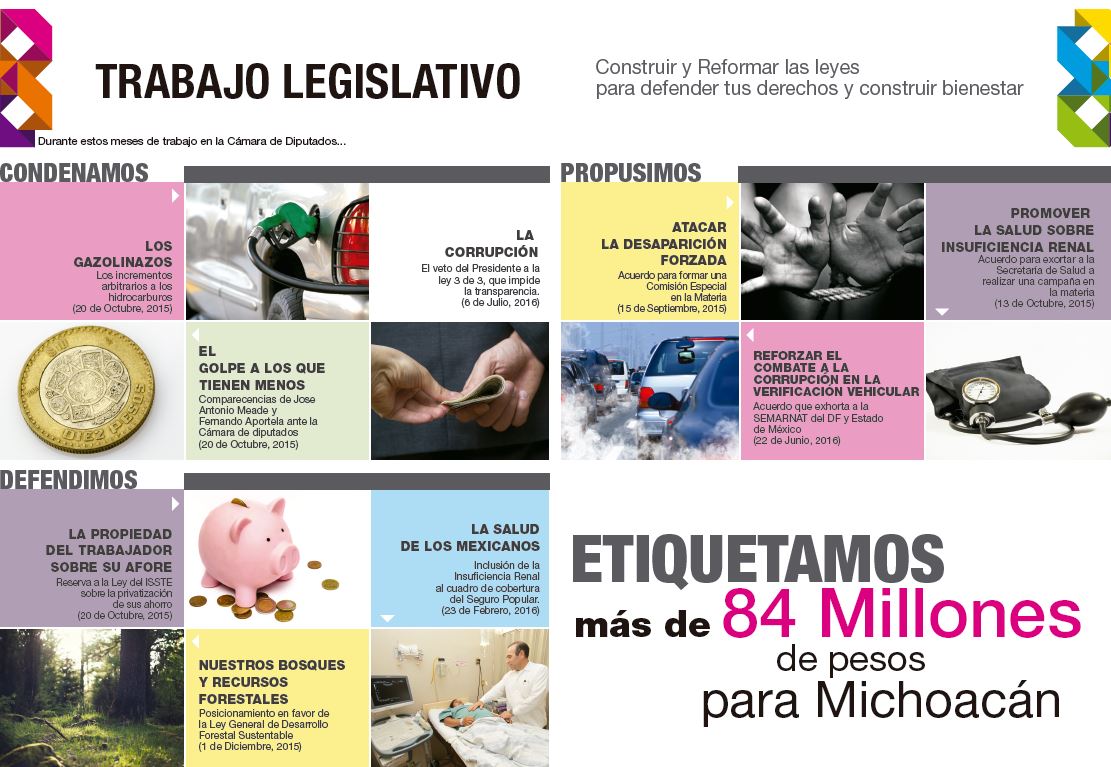 TRABAJO LEGISLATIVO
Construir y Reformar las leyes
para defender tus derechos y construir bienestar
Durante estos meses de trabajo en la Cámara de Diputados...
CONDENAMOS
LOS
GAZOLINAZOS
Los incrementos
arbitrarios a los
hidrocarburos
(20 de Octubre, 2015)
LA
CORRUPCIÓN
El veto del Presidente a la
ley 3 de 3, que impide
la transparencia.
(6 de Julio, 2016)
EL
GOLPE A LOS QUE
TIENEN MENOS
Comparecencias de Jose
Antonio Meade y
Fernando Aportela ante la
Cámara de diputados
(20 de Octubre, 2015)
DIEZ PESOS
PROPUSIMOS
ATACAR
LA DESAPARICIÓN
FORZADA
Acuerdo para formar una
Comisión Especial
en la Materia
(15 de Septiembre, 2015)
PROMOVER
LA SALUD SOBRE
INSUFICIENCIA RENAL
Acuerdo para exortar a la
Secretaría de Salud a
realizar una campaña en
la materia
(13 de Octubre, 2015)
REFORZAR EL
COMBATE A LA
CORRUPCIÓN EN LA
VERIFICACIÓN VEHICULAR
Acuerdo que exhorta a la
SEMARNAT del DF y Estado
de México)
(22 de Junio, 2016)
DEFENDIMOS
LA PROPIEDAD
DEL TRABAJADOR
SOBRE SU AFORE
Reserva a la Ley del ISSTE
sobre la privatización
de sus ahorro
(20 de Octubre, 2015)
LA SALUD
DE LOS MEXICANOS
Inclusión de la
Insuficiencia Renal
al cuadro de cobertura
del Seguro Popular.
(23 de Febrero, 2016)
NUESTROS BOSQUES
Y RECURSOS
FORESTALES
Posicionamiento en favor de
la Ley General de Desarrollo
Forestal Sustentable
(1 de Diciembre, 2015)
ETIQUETAMOS
más de 84 Millones
de pesos
para Michoacán